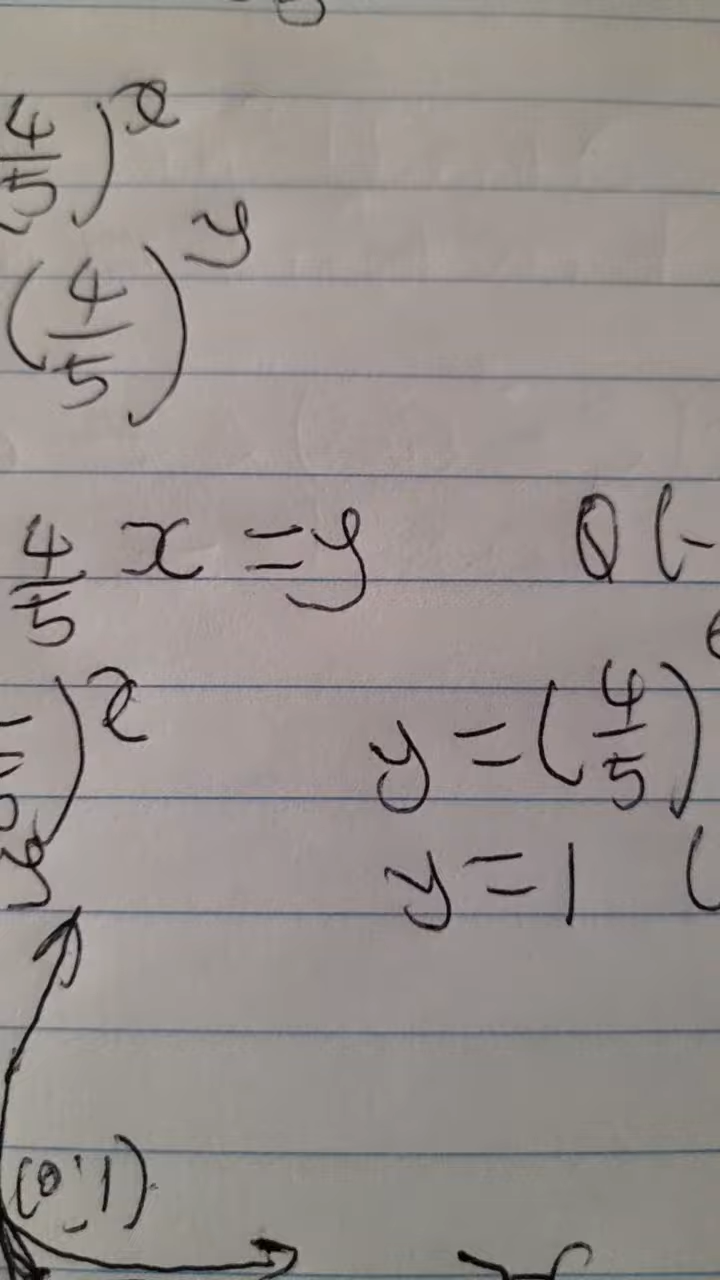 4/5)^x
(4/5)^y
4/5 x = y Q(-
)^x y = (4/5)
y = 1 (
(0;1)